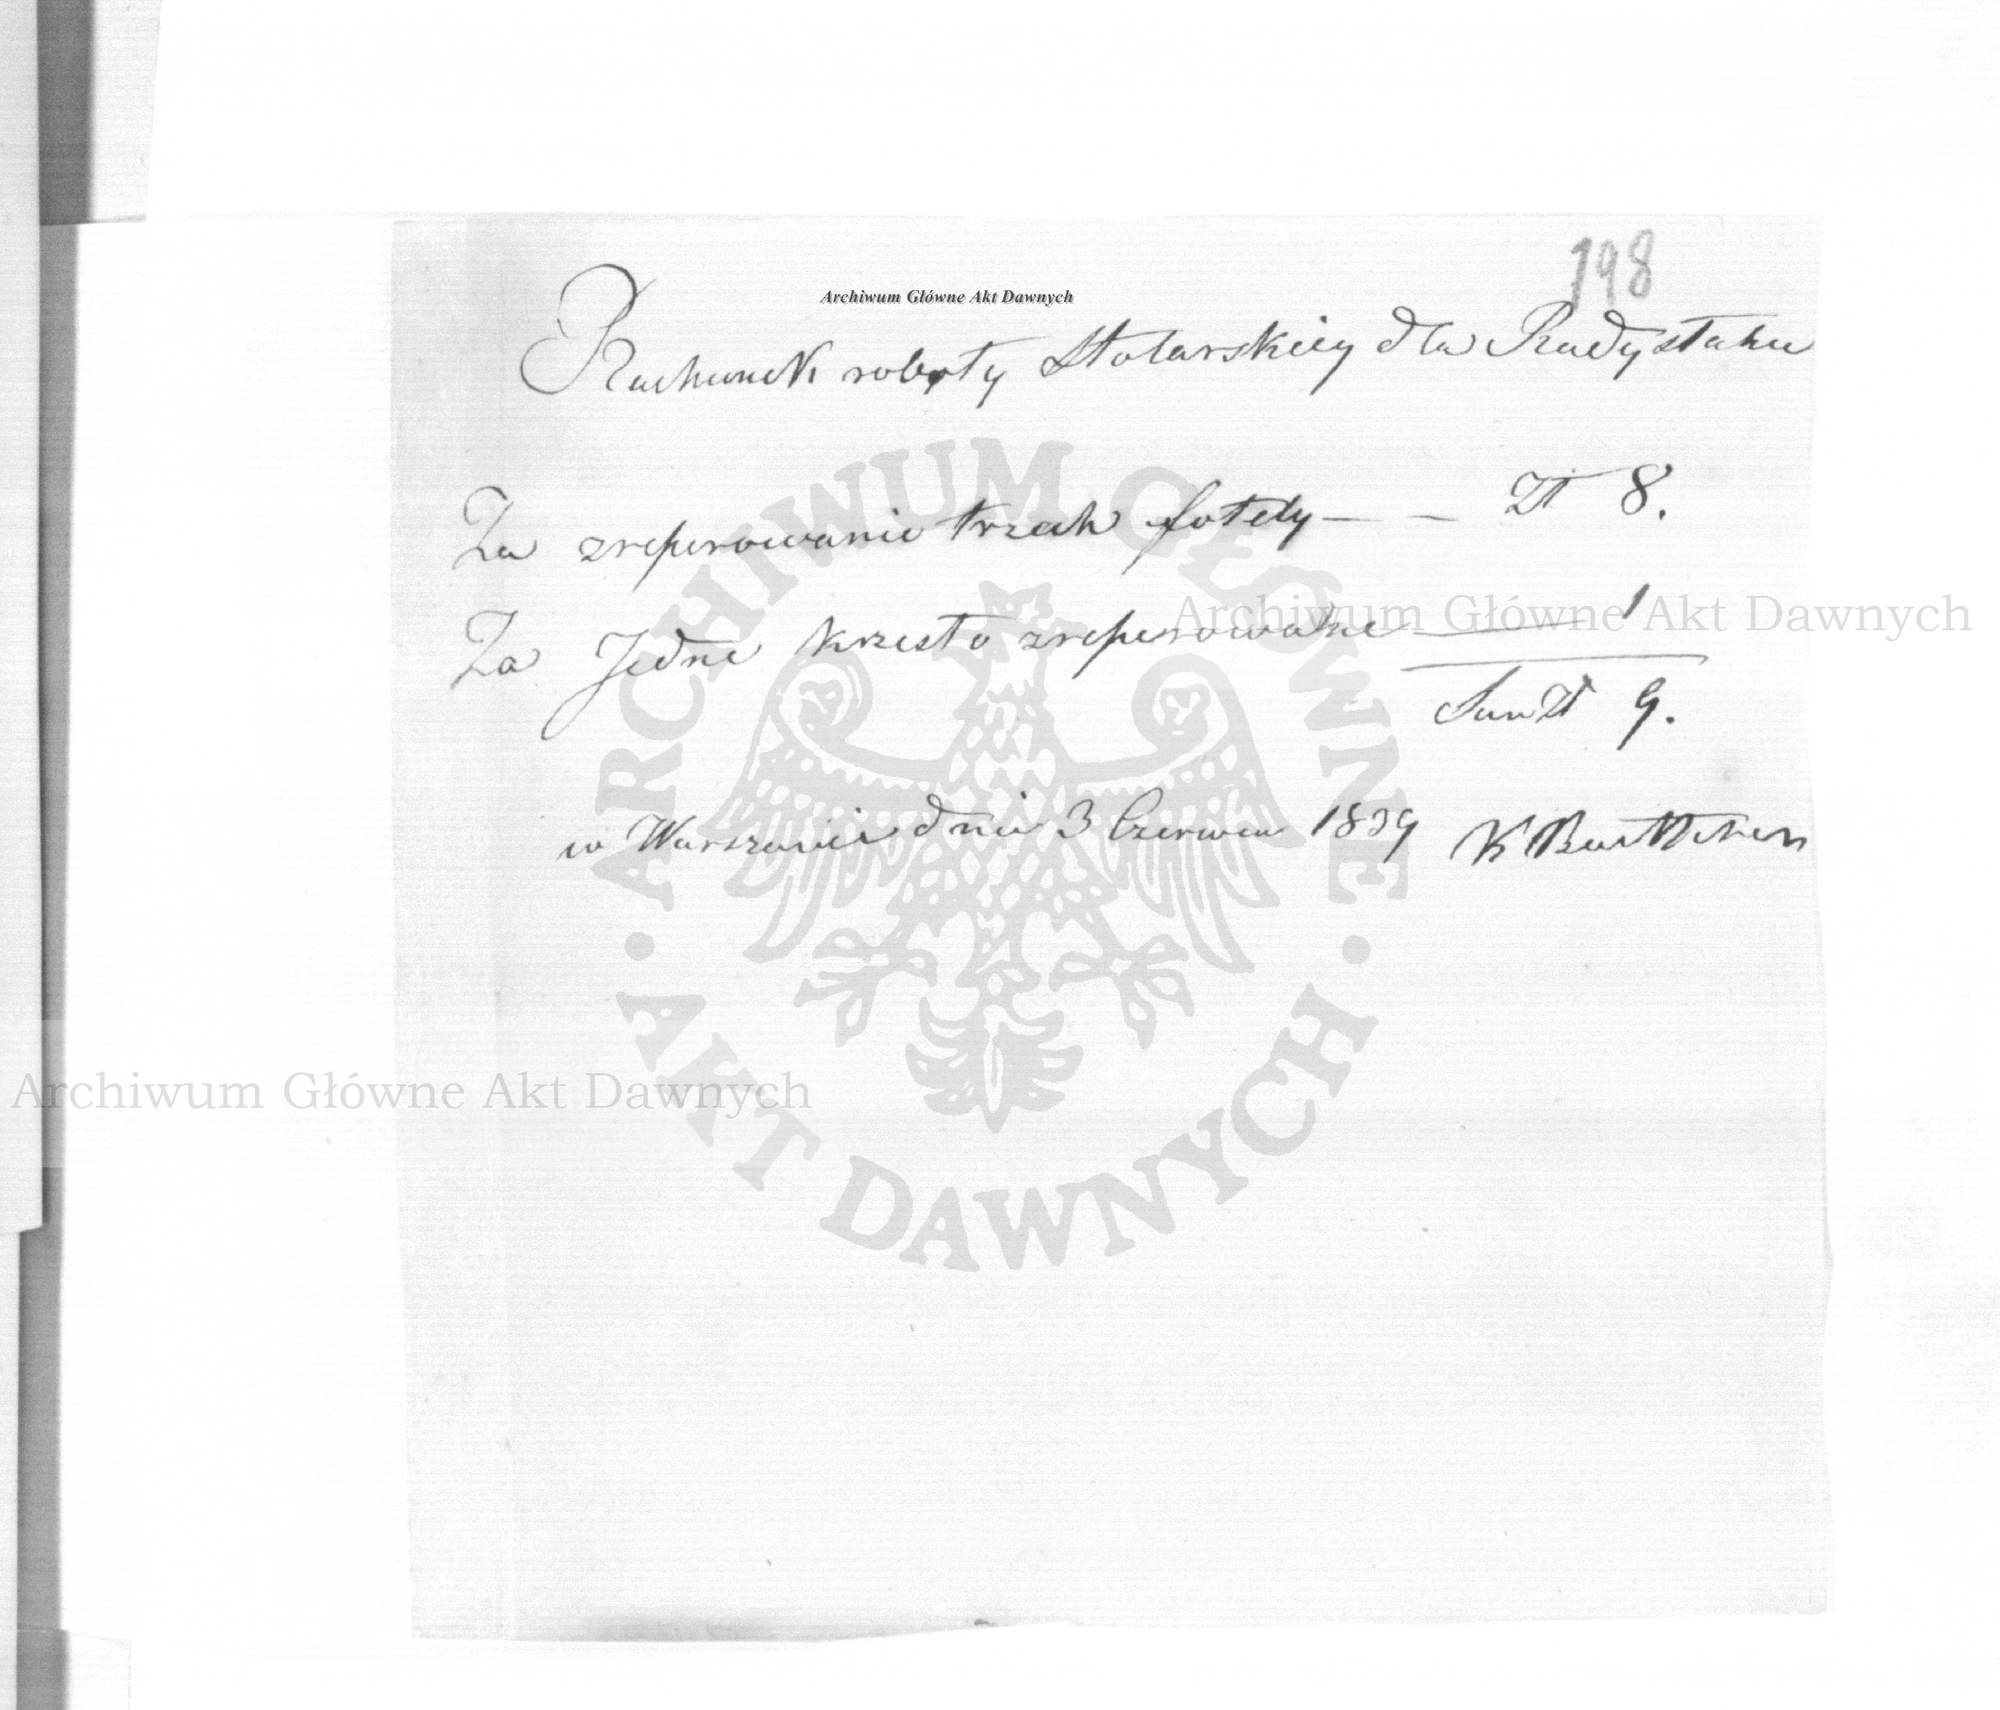 198
Archiwum Główne Akt Dawnych
Rachunek roboty Stolarskiey dla Rady stanu
Za zreperowanie trzech fotely — — Zł 8.
Za Jedne krzesło zreperowane — 1
Archiwum Główne Akt Dawnych
Sum Zł 9.
w Warszawie dnia 3 Czerwca 1839 K
ARCHIWUM GŁÓWNE
• AKT DAWNYCH •
Archiwum Główne Akt Dawnych